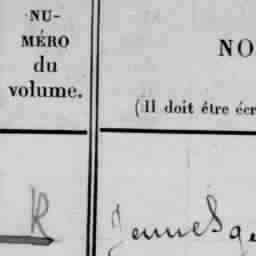 NU-
MÉRO
du
volume.
NO
(Il doit être écr
R